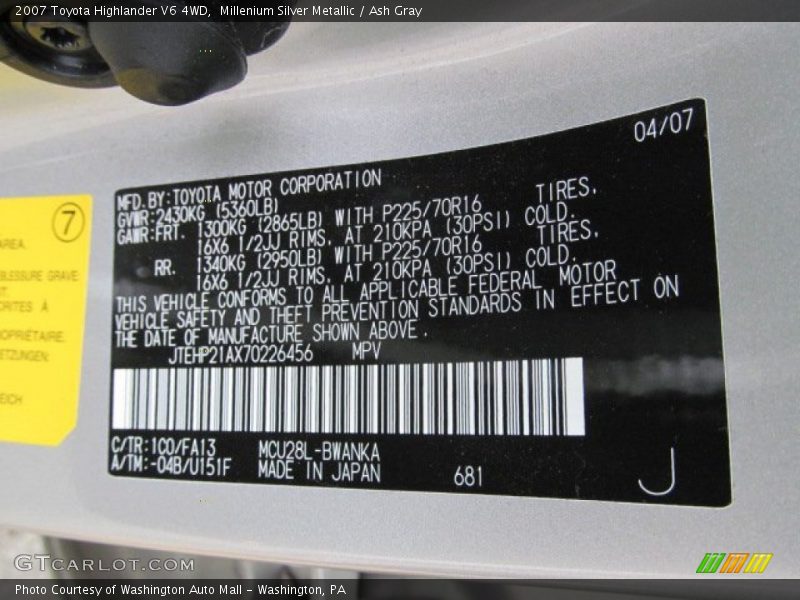 2007 Toyota Highlander V6 4WD, Millenium Silver Metallic / Ash Gray
04/07
MFD.BY:TOYOTA MOTOR CORPORATION
GVWR:2430KG (5360LB)
GAWR:FRT. 1300KG (2865LB) WITH P225/70R16 TIRES,
16X6 1/2JJ RIMS, AT 210KPA (30PSI) COLD.
RR. 1340KG (2950LB) WITH P225/70R16 TIRES,
16X6 1/2JJ RIMS, AT 210KPA (30PSI) COLD.
THIS VEHICLE CONFORMS TO ALL APPLICABLE FEDERAL MOTOR
VEHICLE SAFETY AND THEFT PREVENTION STANDARDS IN EFFECT ON
THE DATE OF MANUFACTURE SHOWN ABOVE.
JTEHP21AX70226456 MPV
C/TR:1C0/FA13 MCU28L-BWANKA
A/TM:-04B/U151F MADE IN JAPAN 681
J
7
AREA.
BLESSURE GRAVE
À
GTCARLOT.COM
Photo Courtesy of Washington Auto Mall – Washington, PA